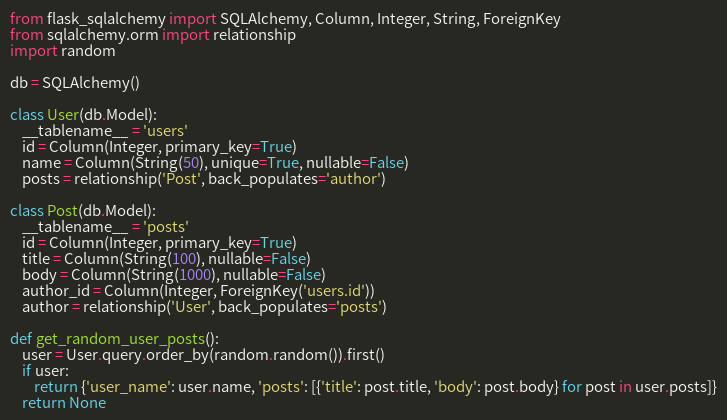 from flask_sqlalchemy import SQLAlchemy, Column, Integer, String, ForeignKey
from sqlalchemy.orm import relationship
import random

db = SQLAlchemy()

class User(db.Model):
    __tablename__ = 'users'
    id = Column(Integer, primary_key=True)
    name = Column(String(50), unique=True, nullable=False)
    posts = relationship('Post', back_populates='author')

class Post(db.Model):
    __tablename__ = 'posts'
    id = Column(Integer, primary_key=True)
    title = Column(String(100), nullable=False)
    body = Column(String(1000), nullable=False)
    author_id = Column(Integer, ForeignKey('users.id'))
    author = relationship('User', back_populates='posts')

def get_random_user_posts():
    user = User.query.order_by(random.random()).first()
    if user:
        return {'user_name': user.name, 'posts': [{'title': post.title, 'body': post.body} for post in user.posts]}
    return None